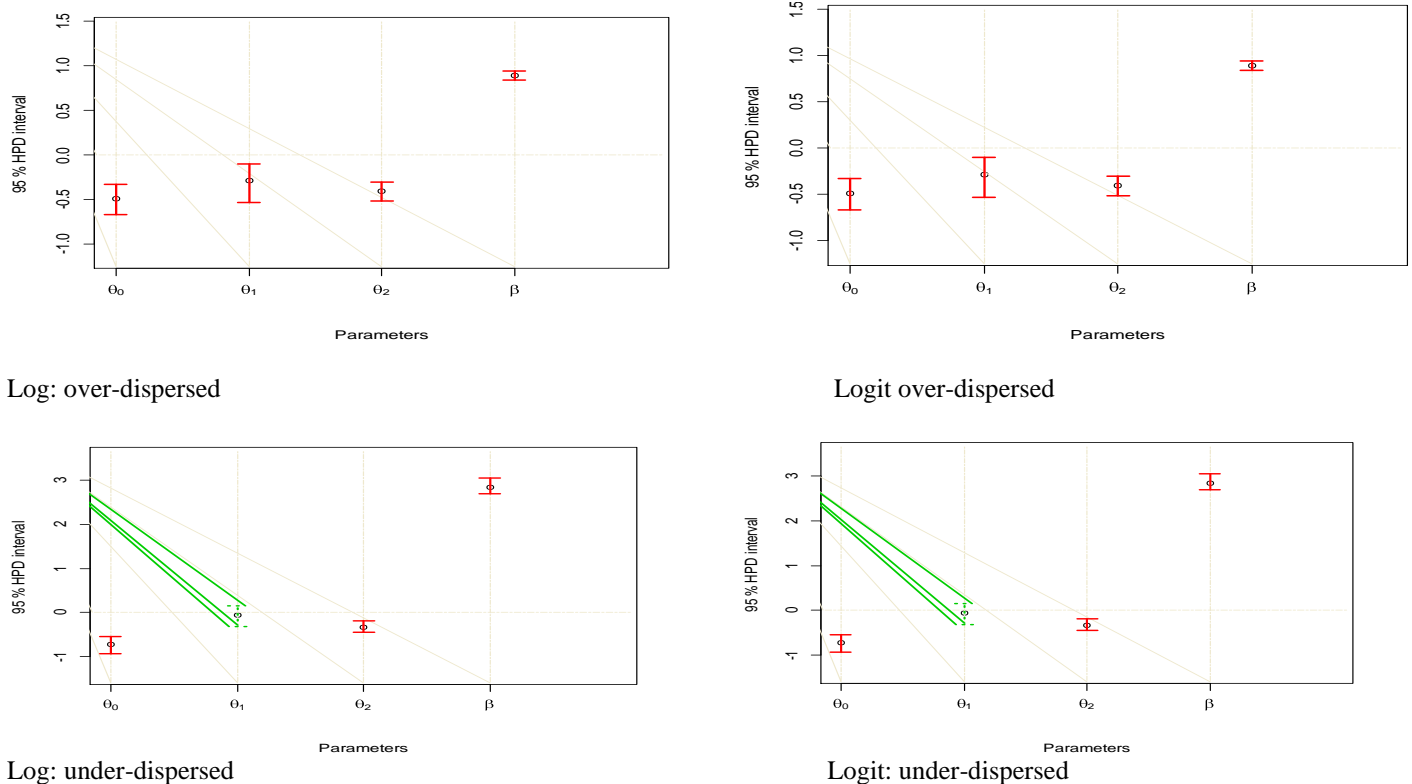 95 % HPD interval
1.5
1.0
0.5
0.0
-0.5
-1.0
θ₀ θ₁ θ₂ β
Parameters
95 % HPD interval
1.5
1.0
0.5
0.0
-0.5
-1.0
θ₀ θ₁ θ₂ β
Parameters
Log: over-dispersed
Logit over-dispersed
95 % HPD interval
3
2
1
0
-1
θ₀ θ₁ θ₂ β
Parameters
95 % HPD interval
3
2
1
0
-1
θ₀ θ₁ θ₂ β
Parameters
Log: under-dispersed
Logit: under-dispersed